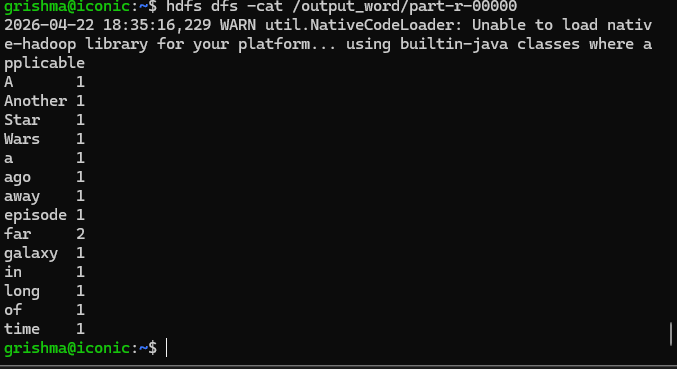 grishma@iconic:~$ hdfs dfs -cat /output_word/part-r-00000
2026-04-22 18:35:16,229 WARN util.NativeCodeLoader: Unable to load nativ
e-hadoop library for your platform... using builtin-java classes where a
pplicable
A       1
Another 1
Star    1
Wars    1
a       1
ago     1
away    1
episode 1
far     2
galaxy  1
in      1
long    1
of      1
time    1
grishma@iconic:~$